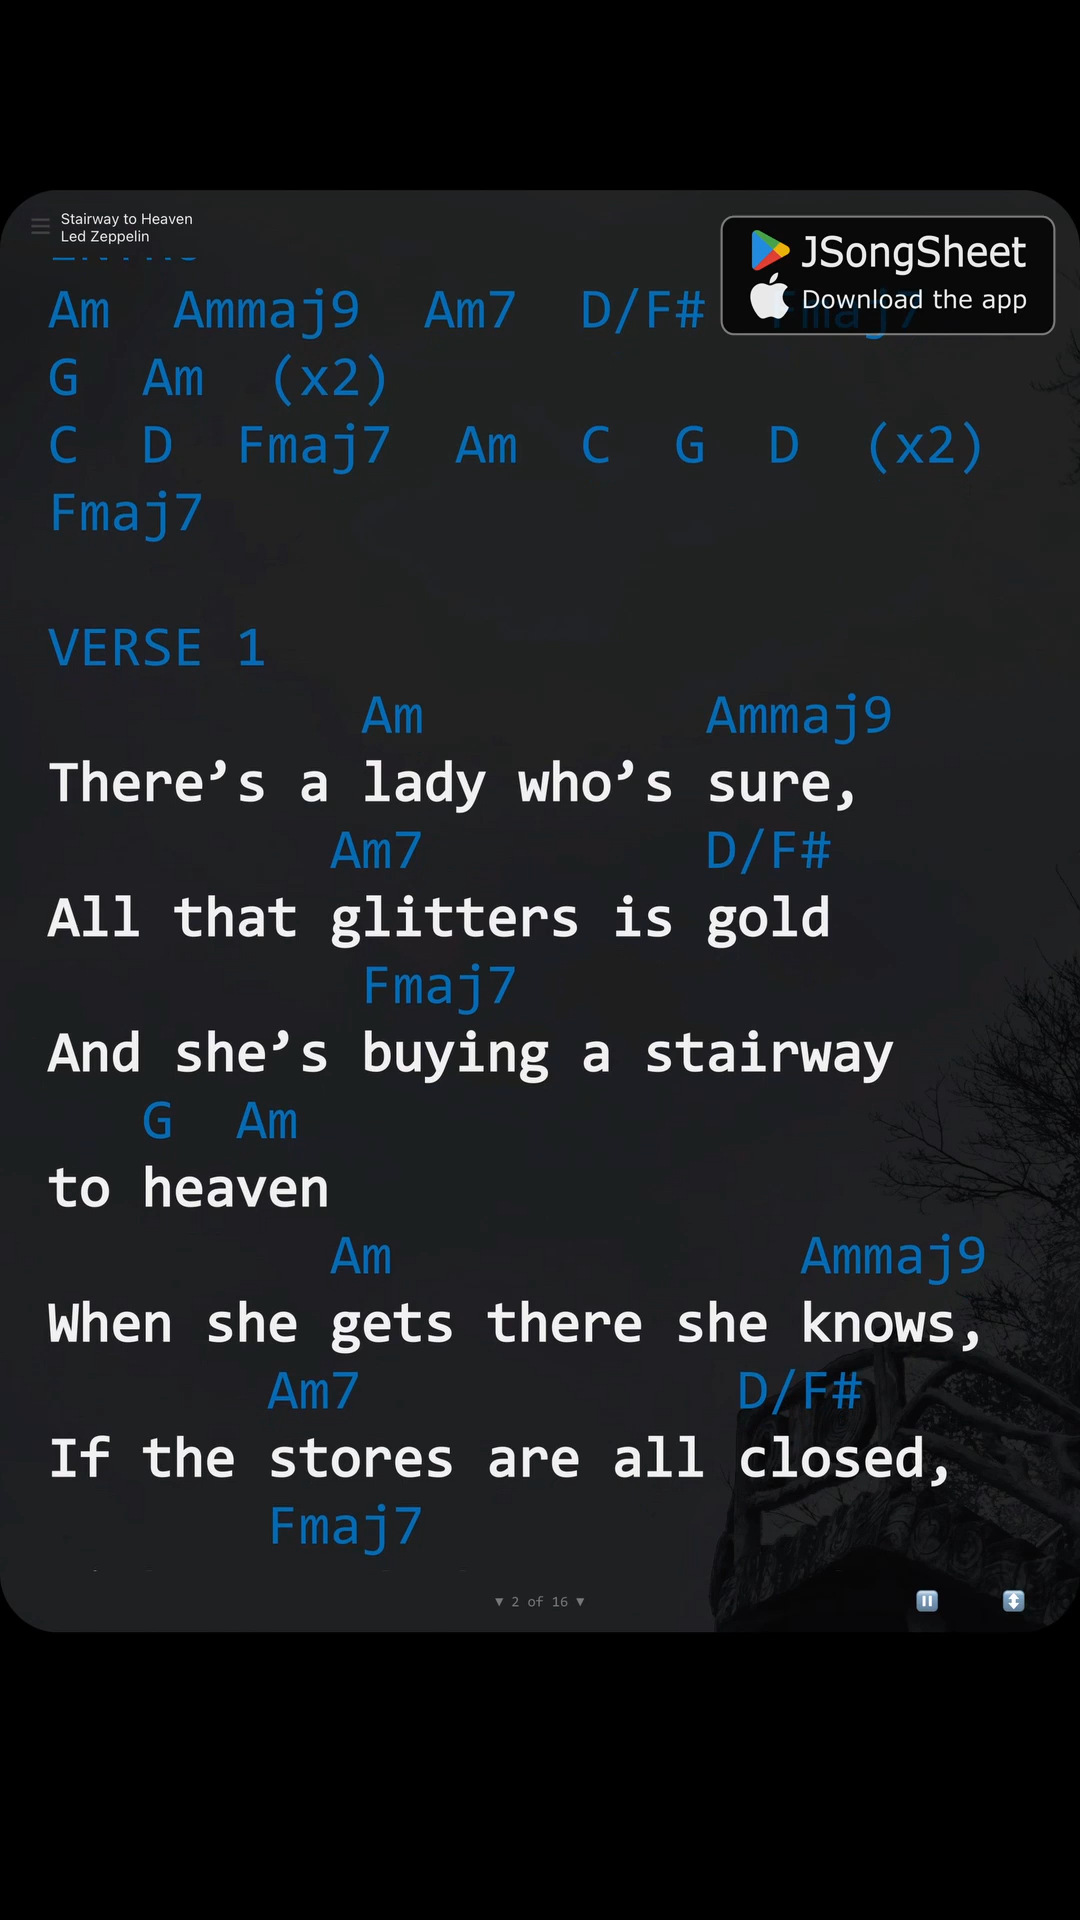 Stairway to Heaven
Led Zeppelin
JSongSheet
Download the app
Am Ammaj9 Am7 D/F# Fmaj7
G Am (x2)
C D Fmaj7 Am C G D (x2)
Fmaj7
VERSE 1
Am Ammaj9
There’s a lady who’s sure,
Am7 D/F#
All that glitters is gold
Fmaj7
And she’s buying a stairway
G Am
to heaven
Am Ammaj9
When she gets there she knows,
Am7 D/F#
If the stores are all closed,
Fmaj7
▼ 2 of 16 ▼